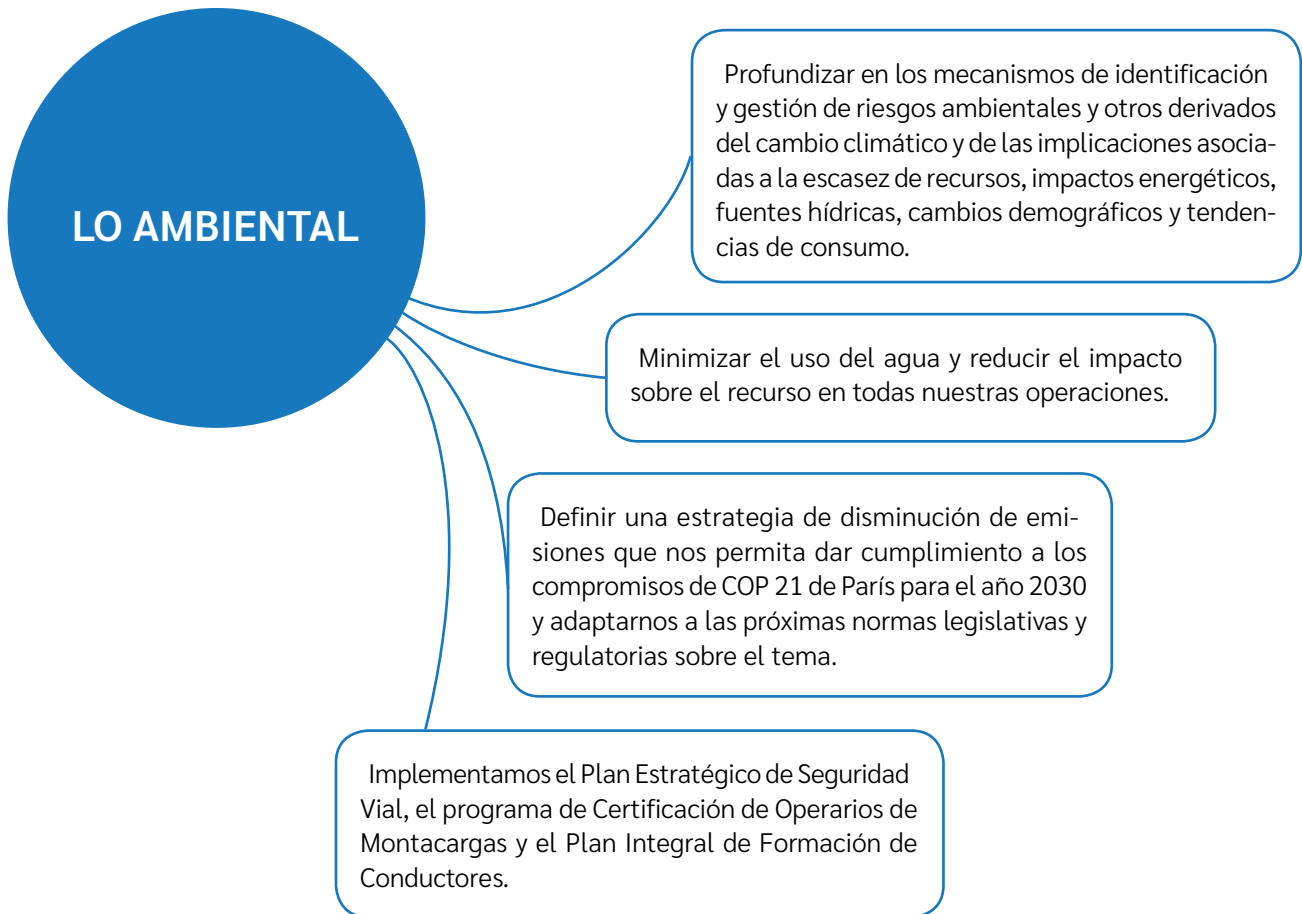 LO AMBIENTAL
Profundizar en los mecanismos de identificación
y gestión de riesgos ambientales y otros derivados
del cambio climático y de las implicaciones asocia-
das a la escasez de recursos, impactos energéticos,
fuentes hídricas, cambios demográficos y tenden-
cias de consumo.
Minimizar el uso del agua y reducir el impacto
sobre el recurso en todas nuestras operaciones.
Definir una estrategia de disminución de emi-
siones que nos permita dar cumplimiento a los
compromisos de COP 21 de París para el año 2030
y adaptarnos a las próximas normas legislativas y
regulatorias sobre el tema.
Implementamos el Plan Estratégico de Seguridad
Vial, el programa de Certificación de Operarios de
Montacargas y el Plan Integral de Formación de
Conductores.